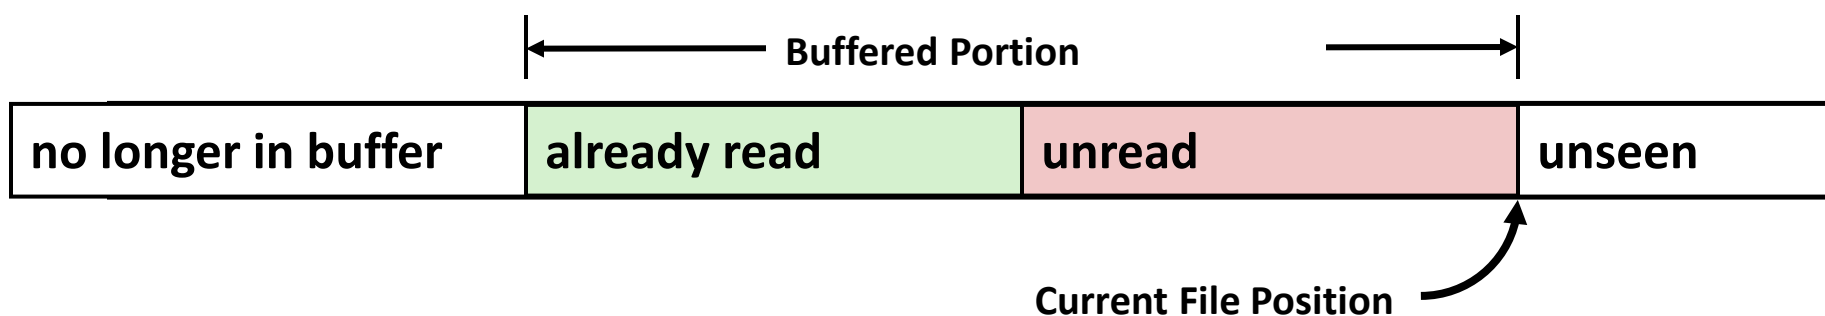 Buffered Portion
no longer in buffer
already read
unread
unseen
Current File Position